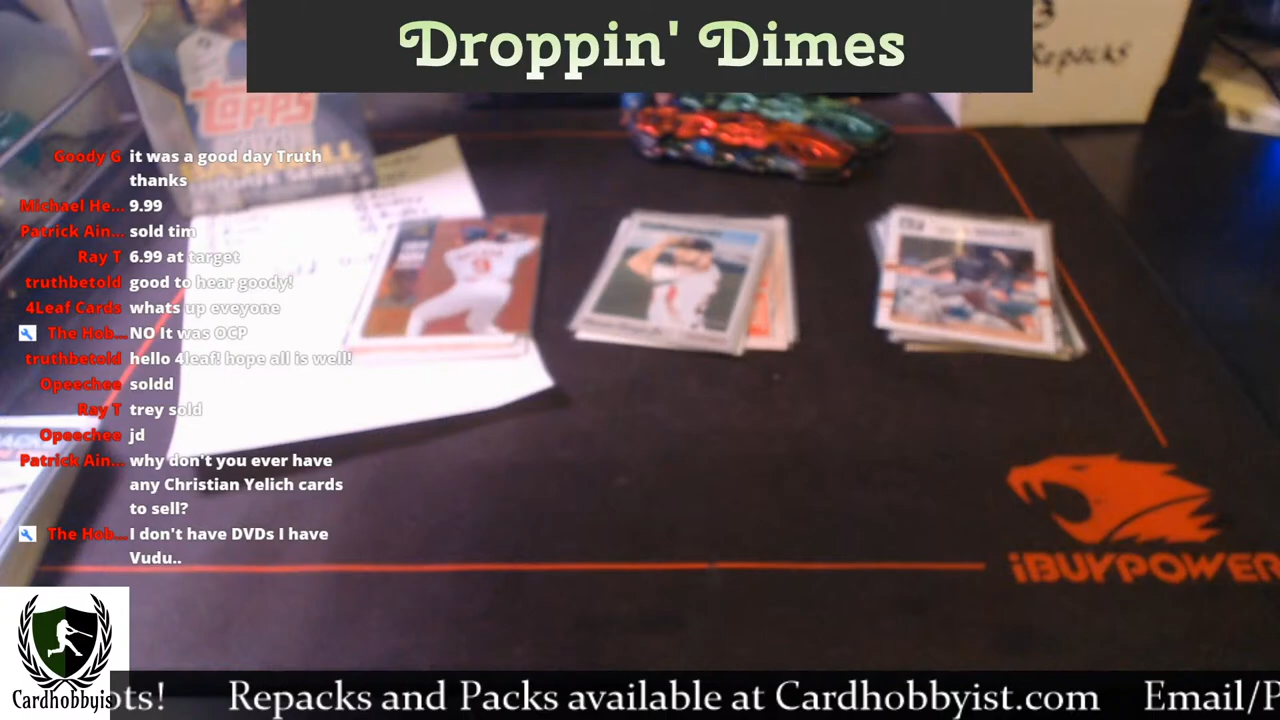 Droppin' Dimes
3
Repacks
TOPPS
Goody G it was a good day Truth
thanks
Michael He... 9.99
Patrick Ain... sold tim
Ray T 6.99 at target
truthbetold good to hear goody!
4Leaf Cards whats up eveyone
The Hob... NO It was OCP
truthbetold hello 4leaf! hope all is well!
Opeechee soldd
Ray T trey sold
Opeechee jd
Patrick Ain... why don't you ever have
any Christian Yelich cards
to sell?
The Hob... I don't have DVDs I have
Vudu..
9
iBUYPOWER
Cardhobbyist
ots! Repacks and Packs available at Cardhobbyist.com Email/P